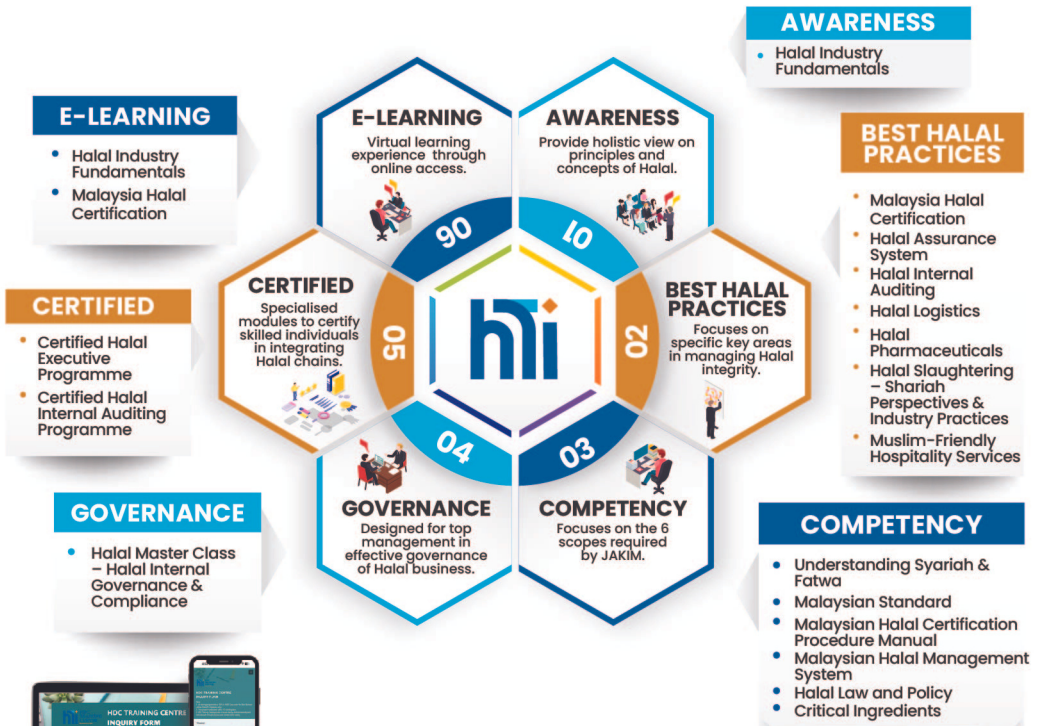 AWARENESS
• Halal Industry
Fundamentals
E-LEARNING
• Halal Industry
Fundamentals
• Malaysia Halal
Certification
E-LEARNING
Virtual learning
experience through
online access.
06
AWARENESS
Provide holistic view on
principles and
concepts of Halal.
01
BEST HALAL
PRACTICES
• Malaysia Halal
Certification
• Halal Assurance
System
• Halal Internal
Auditing
• Halal Logistics
• Halal
Pharmaceuticals
• Halal Slaughtering
– Shariah
Perspectives &
Industry Practices
• Muslim-Friendly
Hospitality Services
CERTIFIED
• Certified Halal
Executive
Programme
• Certified Halal
Internal Auditing
Programme
CERTIFIED
Specialised
modules to certify
skilled individuals
in integrating
Halal chains.
05
hti
02
BEST HALAL
PRACTICES
Focuses on
specific key areas
in managing Halal
integrity.
04
GOVERNANCE
Designed for top
management in
effective governance
of Halal business.
03
COMPETENCY
Focuses on the 6
scopes required
by JAKIM.
GOVERNANCE
• Halal Master Class
– Halal Internal
Governance &
Compliance
COMPETENCY
• Understanding Syariah &
Fatwa
• Malaysian Standard
• Malaysian Halal Certification
Procedure Manual
• Malaysian Halal Management
System
• Halal Law and Policy
• Critical Ingredients
hti
HDC TRAINING CENTRE
INQUIRY FORM
HDC TRAINING CENTRE
INQUIRY FORM